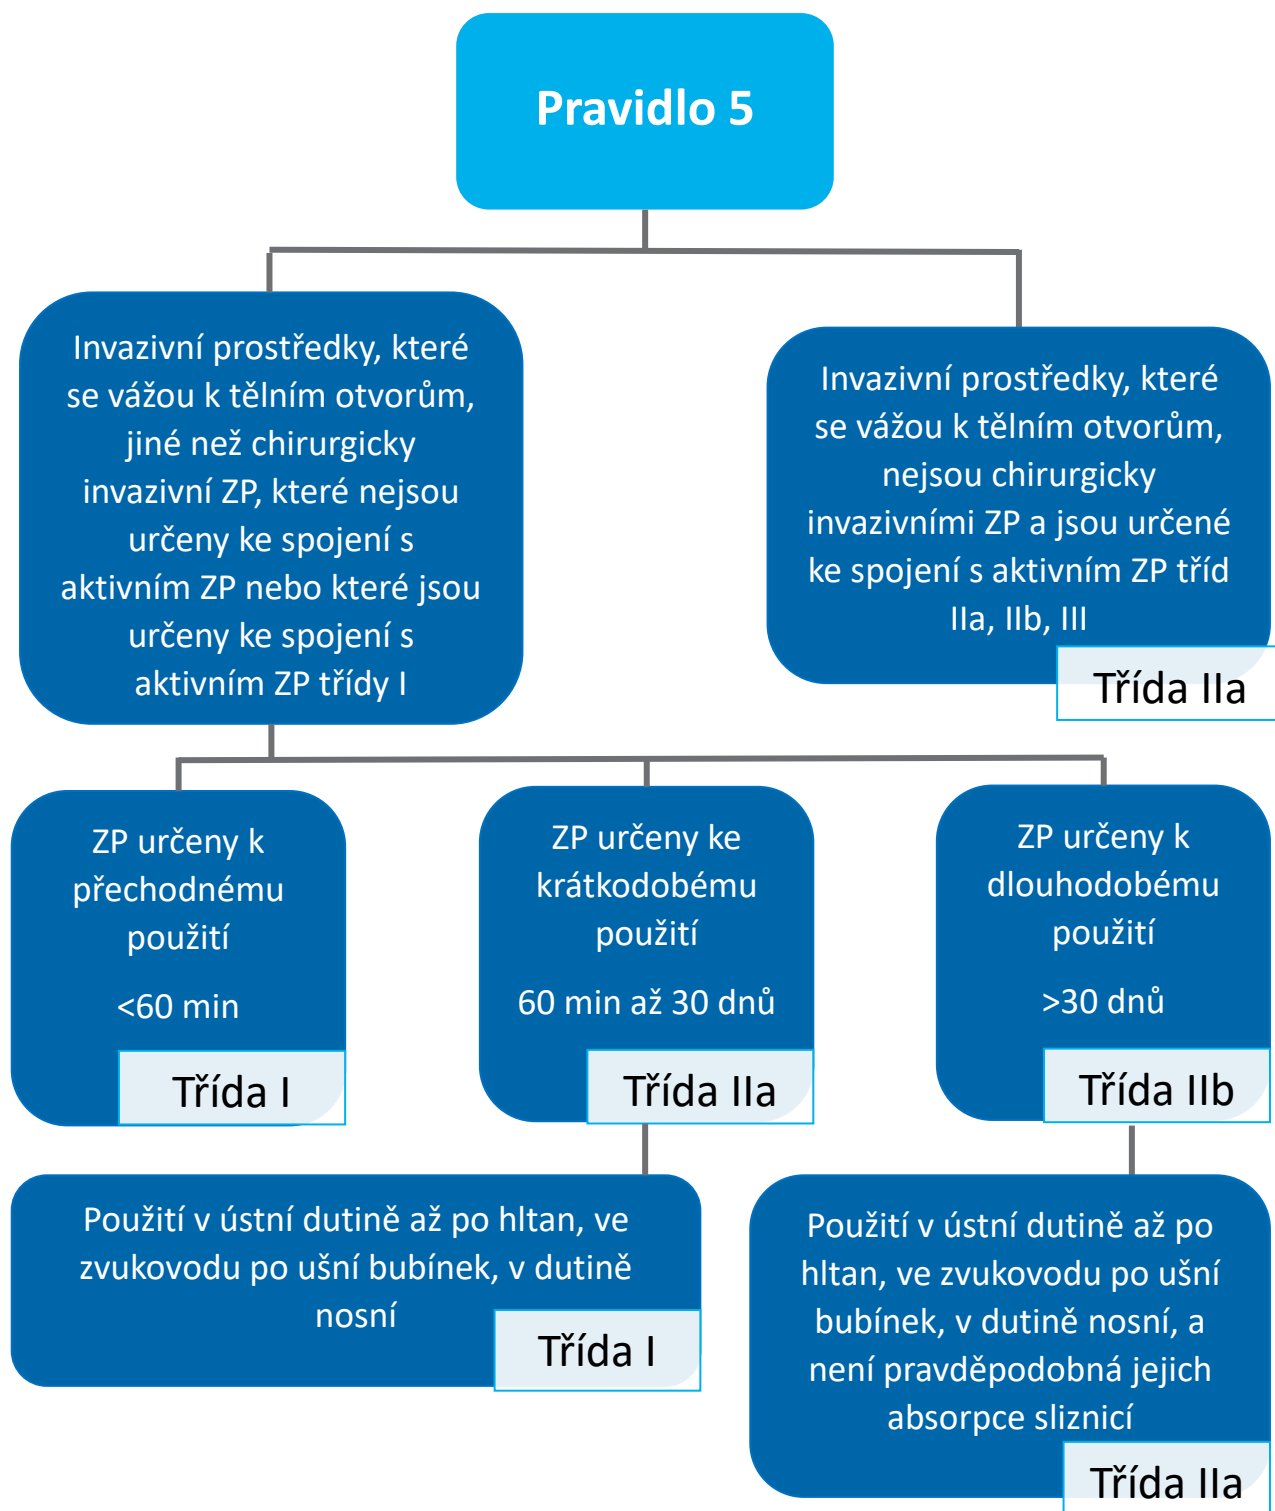 Pravidlo 5
Invazivní prostředky, které
se vážou k tělním otvorům,
jiné než chirurgicky
invazivní ZP, které nejsou
určeny ke spojení s
aktivním ZP nebo které jsou
určeny ke spojení s
aktivním ZP třídy I
Invazivní prostředky, které
se vážou k tělním otvorům,
nejsou chirurgicky
invazivními ZP a jsou určené
ke spojení s aktivním ZP tříd
IIa, IIb, III
Třída IIa
ZP určeny k
přechodnému
použití
<60 min
Třída I
ZP určeny ke
krátkodobému
použití
60 min až 30 dnů
Třída IIa
ZP určeny k
dlouhodobému
použití
>30 dnů
Třída IIb
Použití v ústní dutině až po hltan, ve
zvukovodu po ušní bubínek, v dutině
nosní
Třída I
Použití v ústní dutině až po
hltan, ve zvukovodu po ušní
bubínek, v dutině nosní, a
není pravděpodobná jejich
absorpce sliznicí
Třída IIa